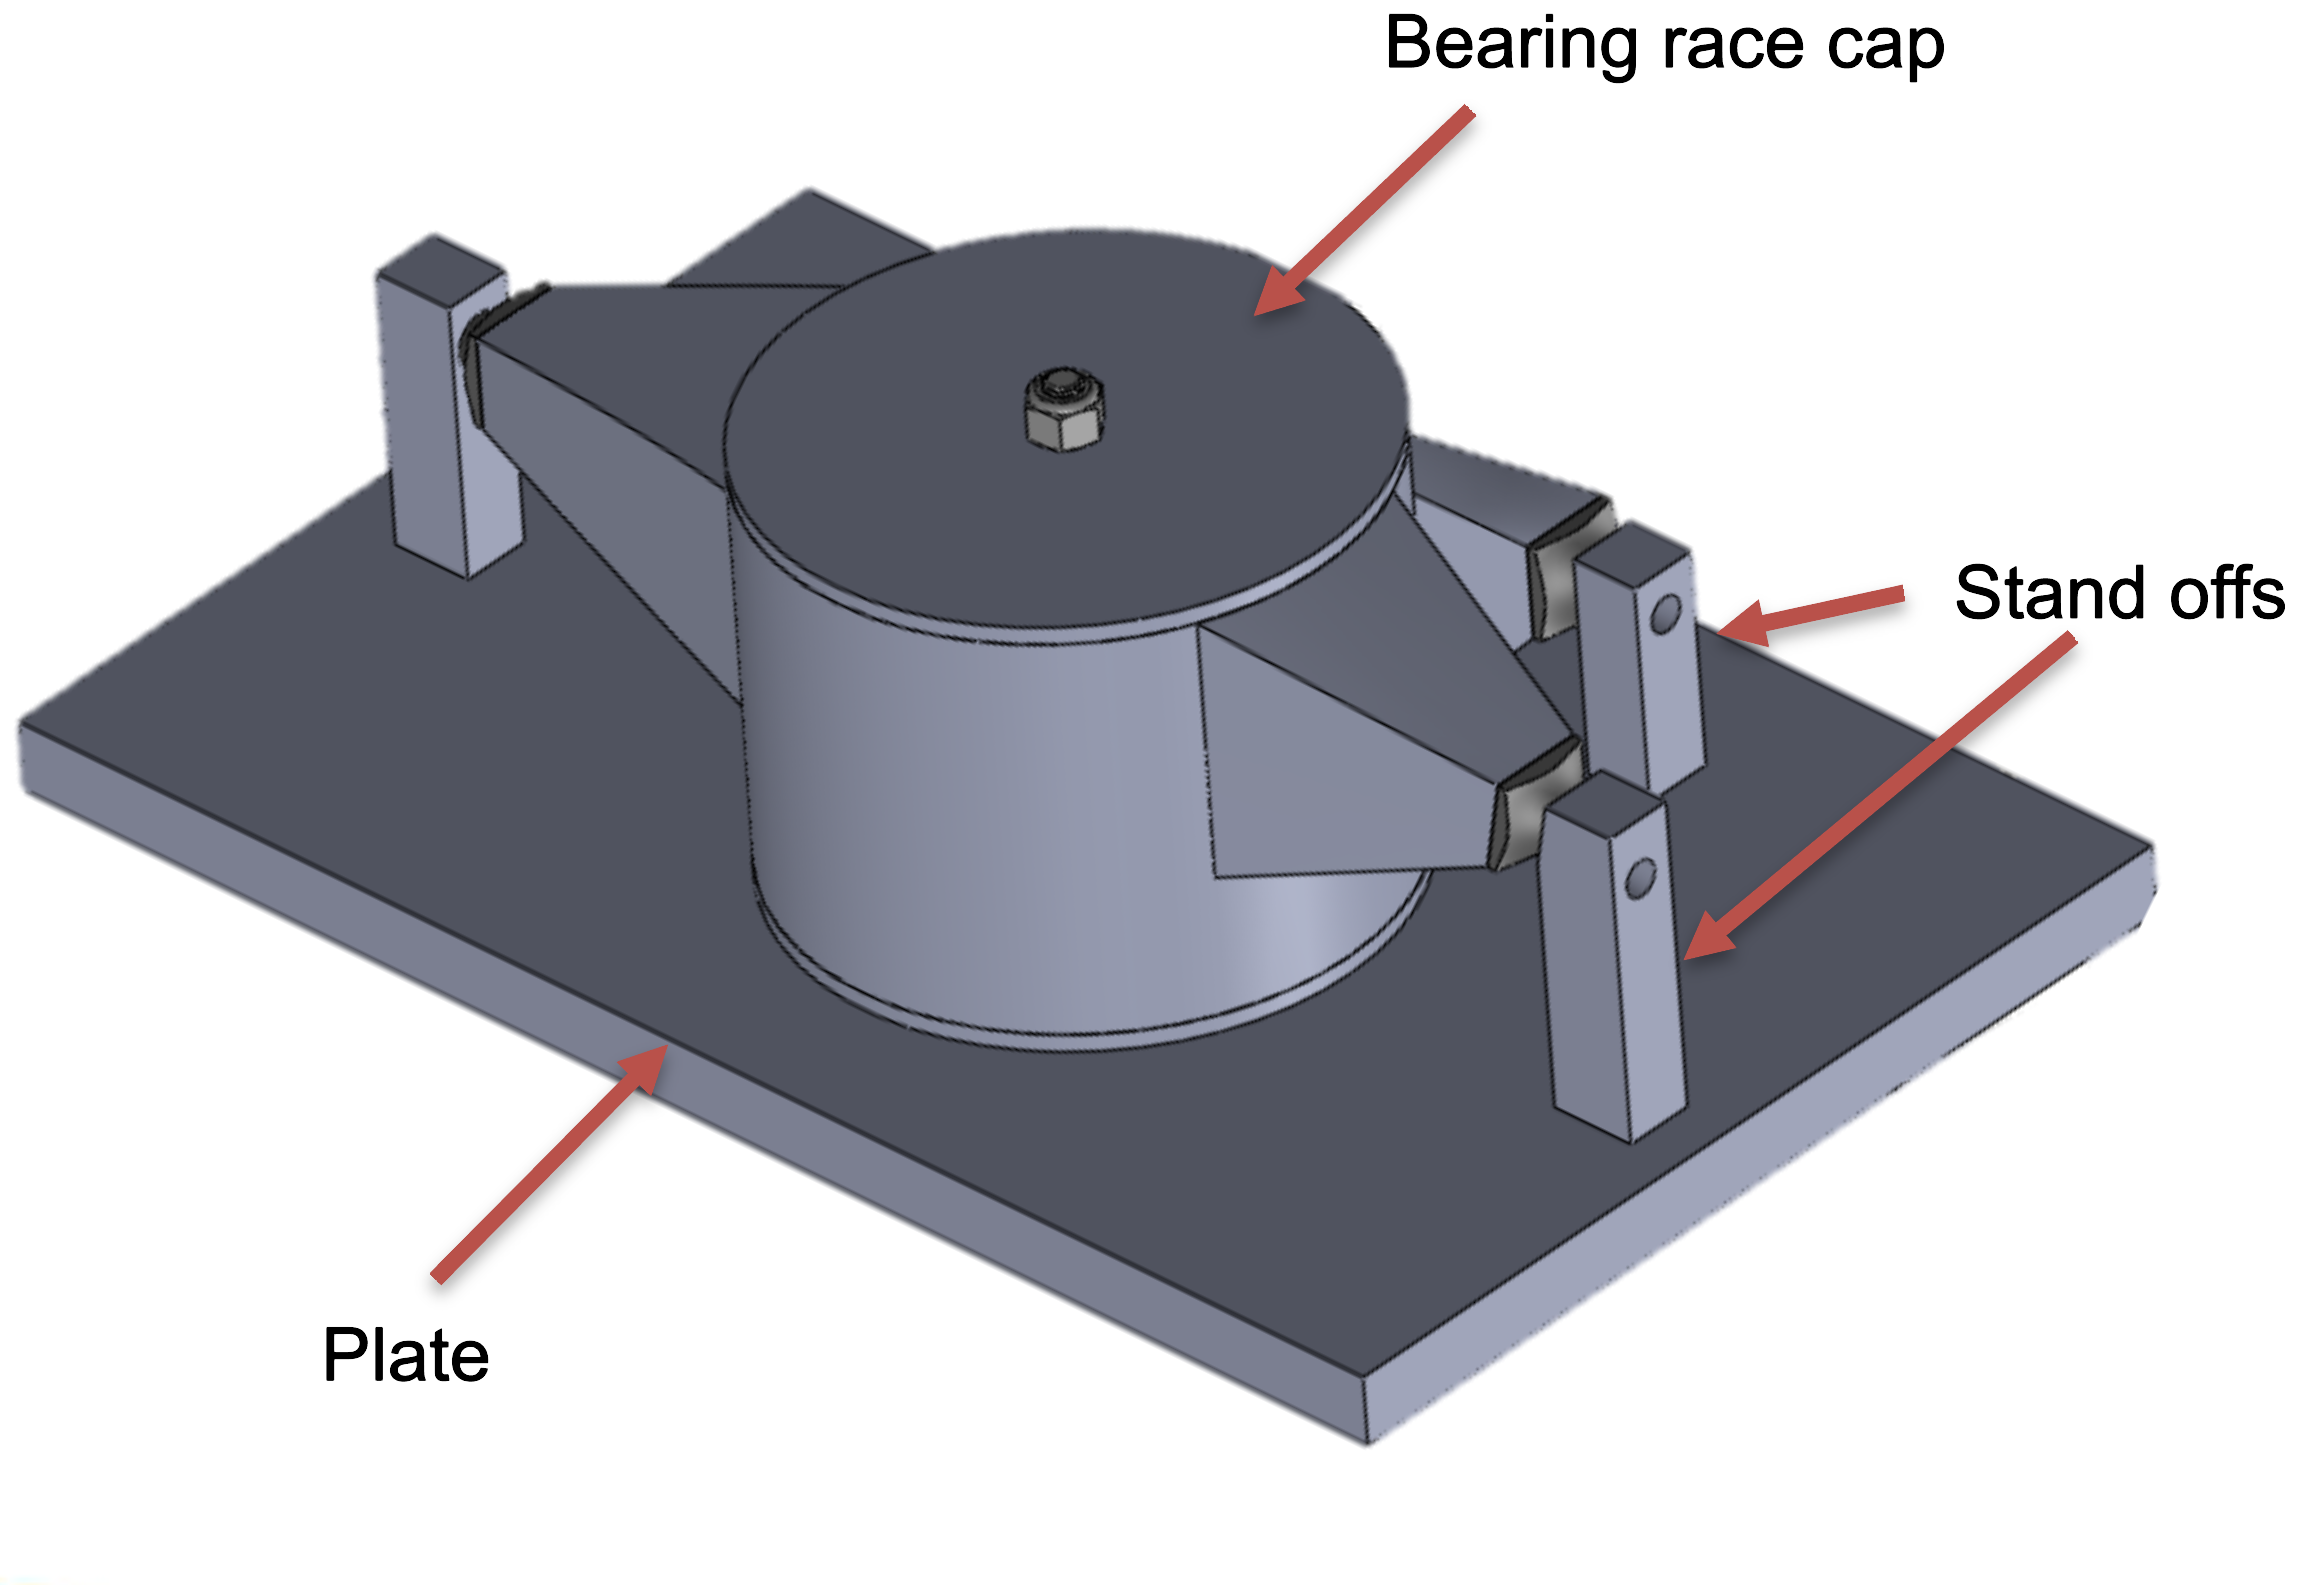 Bearing race cap
Stand offs
Plate